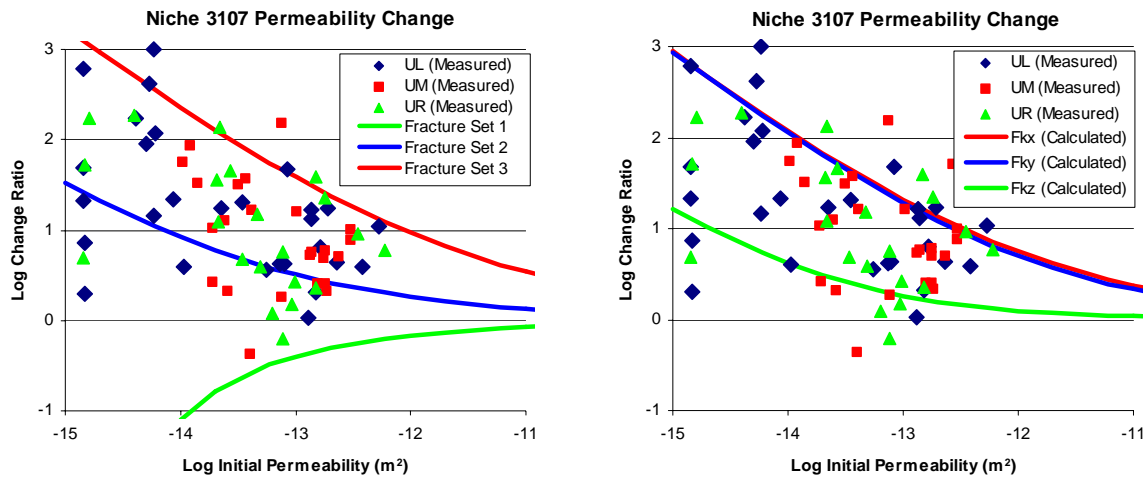 Niche 3107 Permeability Change
Log Change Ratio
3
2
1
0
-1
-15
-14
-13
-12
-11
Log Initial Permeability (m²)
UL (Measured)
UM (Measured)
UR (Measured)
Fracture Set 1
Fracture Set 2
Fracture Set 3
Niche 3107 Permeability Change
Log Change Ratio
3
2
1
0
-1
-15
-14
-13
-12
-11
Log Initial Permeability (m²)
UL (Measured)
UM (Measured)
UR (Measured)
Fkx (Calculated)
Fky (Calculated)
Fkz (Calculated)